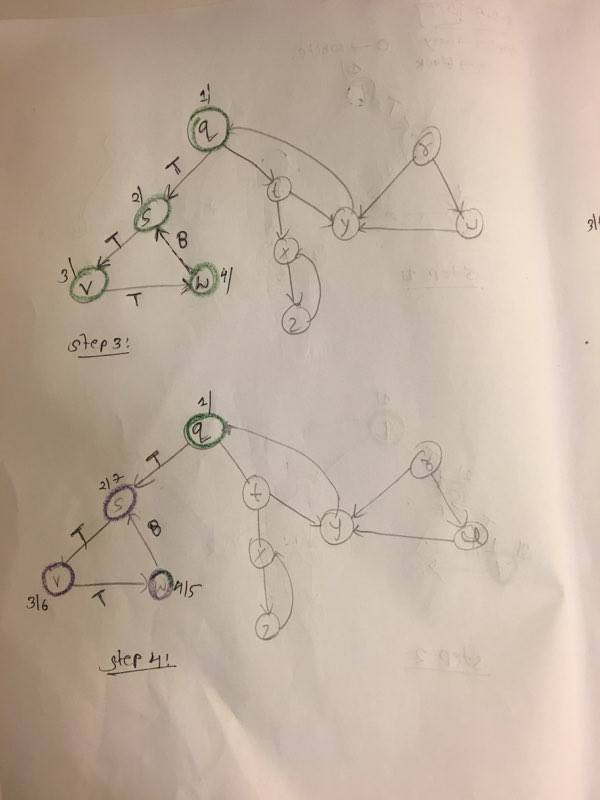 1/
q
T
2/
S
T
B
3/
V
T
W
4/
t
x
z
y
r
u
step 3:
1/
q
T
2/7
S
T
B
3/6
V
T
W
4/5
t
x
z
y
r
step 4: